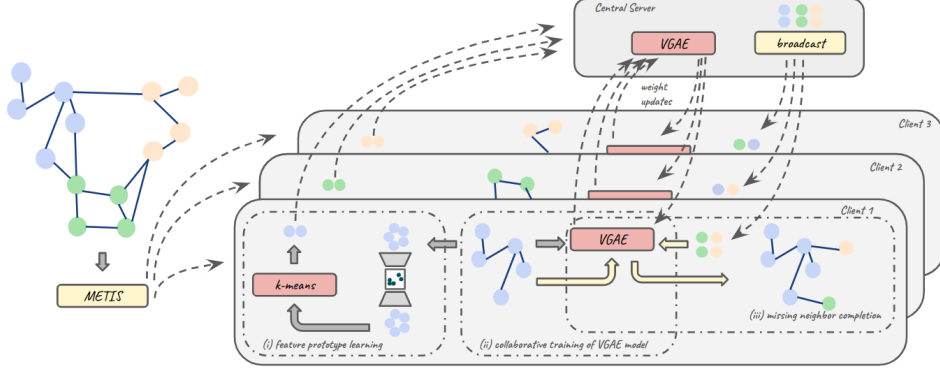 Central Server
VGAE
broadcast
weight
updates
Client 3
Client 2
Client 1
METIS
k-means
VGAE
(i) feature prototype learning
(ii) collaborative training of VGAE model
(iii) missing neighbor completion